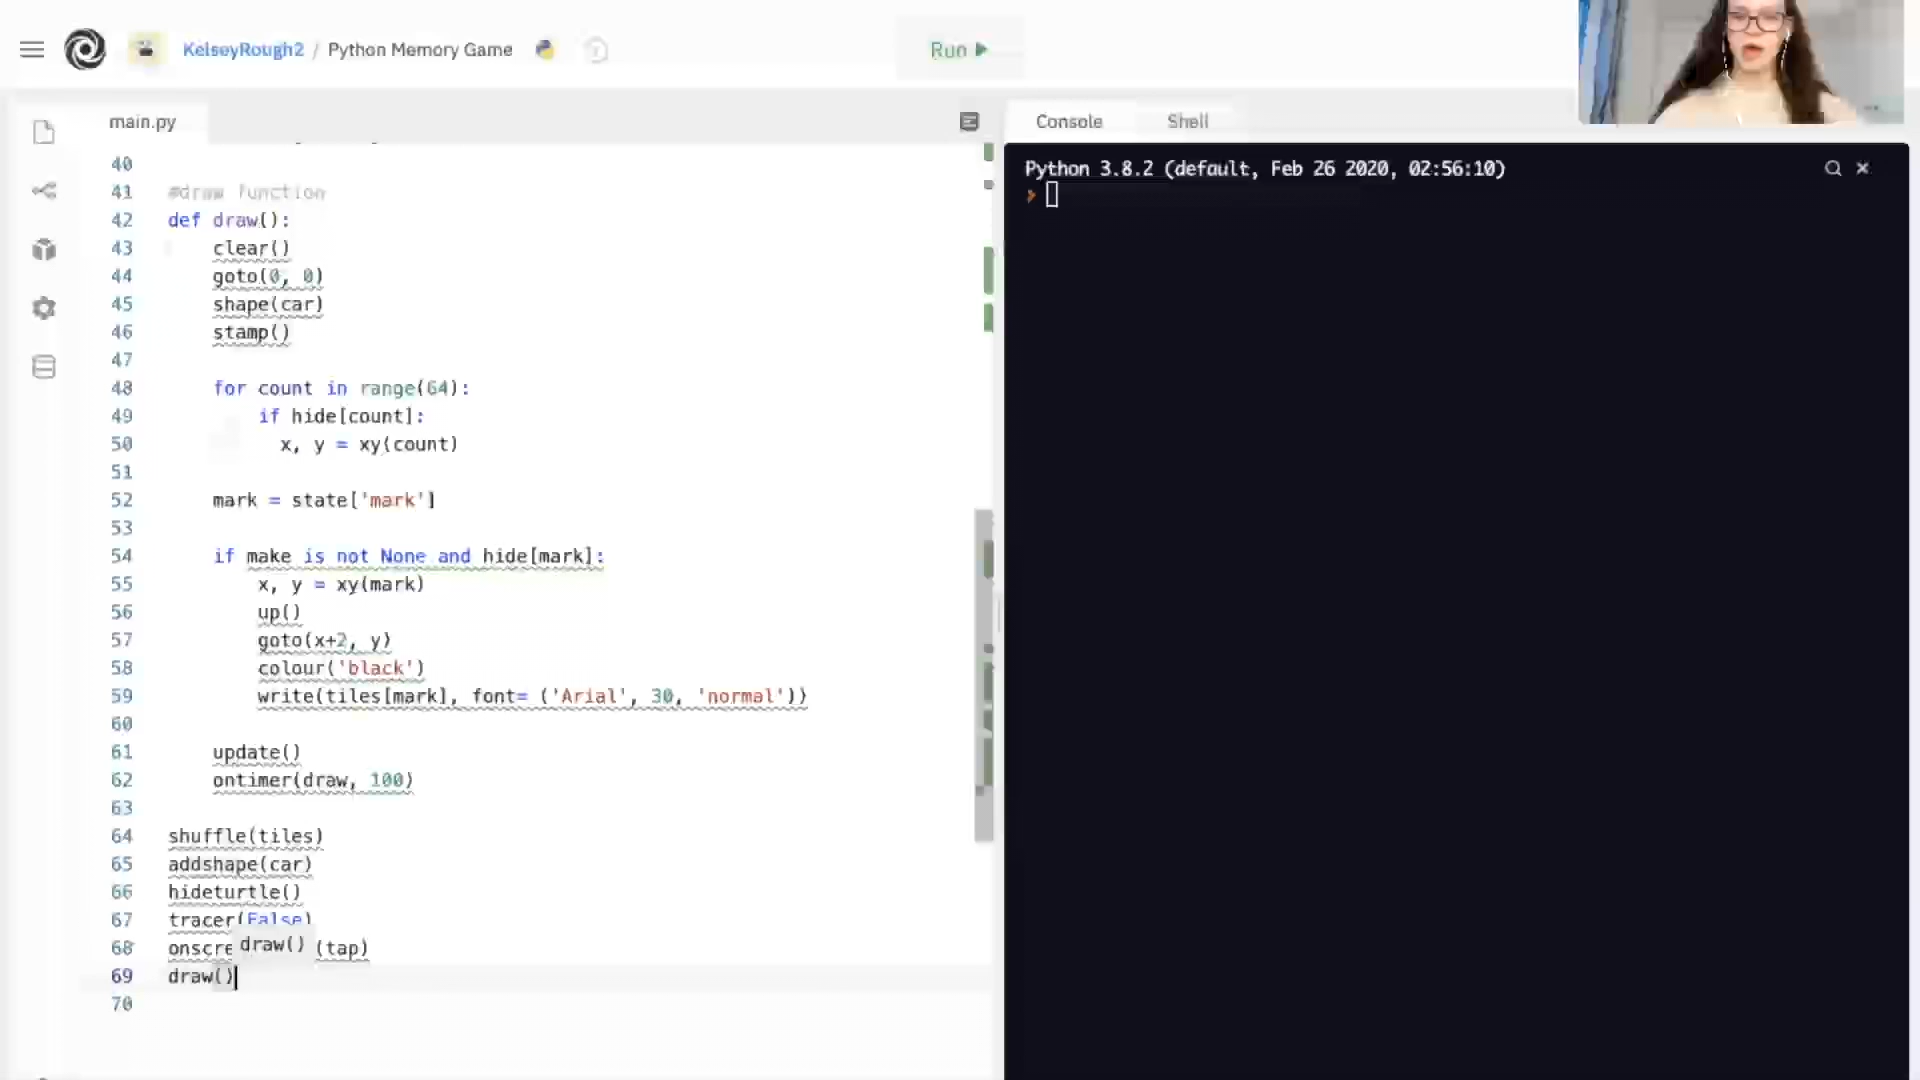 KelseyRough2 / Python Memory Game
Run
main.py
Console
Shell
40
41 #draw function
42 def draw():
43 clear()
44 goto(0, 0)
45 shape(car)
46 stamp()
47
48 for count in range(64):
49 if hide[count]:
50 x, y = xy(count)
51
52 mark = state['mark']
53
54 if make is not None and hide[mark]:
55 x, y = xy(mark)
56 up()
57 goto(x+2, y)
58 colour('black')
59 write(tiles[mark], font= ('Arial', 30, 'normal'))
60
61 update()
62 ontimer(draw, 100)
63
64 shuffle(tiles)
65 addshape(car)
66 hideturtle()
67 tracer(False)
68 onscre draw() (tap)
69 draw()
70
Python 3.8.2 (default, Feb 26 2020, 02:56:10)